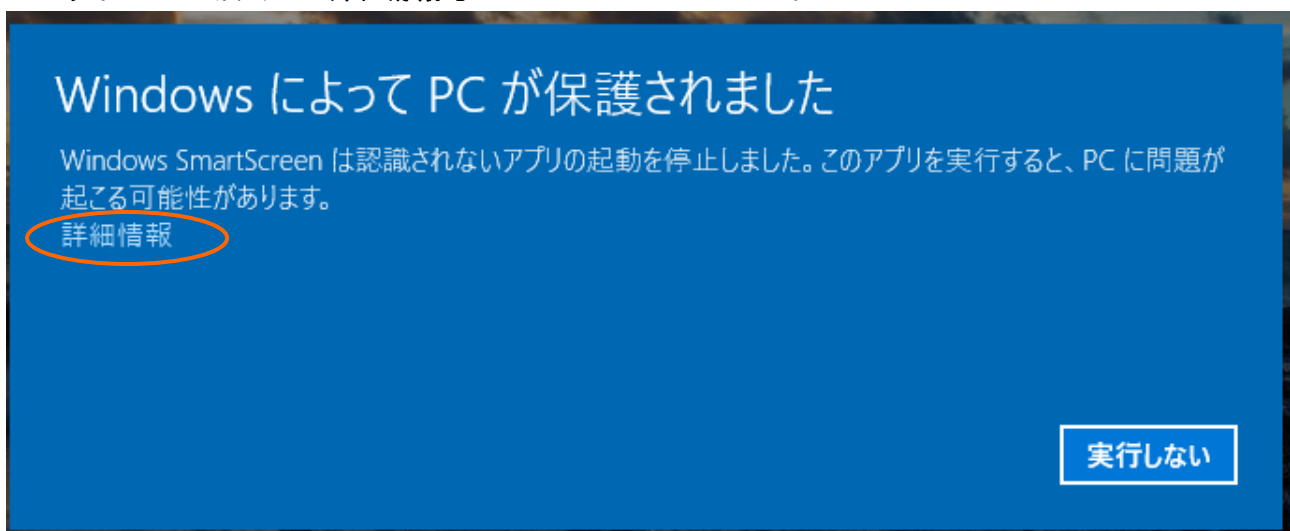 Windows によって PC が保護されました
Windows SmartScreen は認識されないアプリの起動を停止しました。このアプリを実行すると、PC に問題が
起こる可能性があります。
詳細情報
実行しない